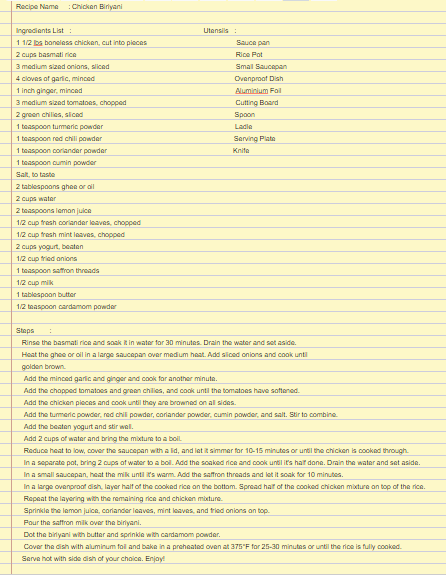 Recipe Name : Chicken Biriyani
Ingredients List : Utensils :
1 1/2 lbs boneless chicken, cut into pieces Sauce pan
2 cups basmati rice Rice Pot
3 medium sized onions, sliced Small Saucepan
4 cloves of garlic, minced Ovenproof Dish
1 inch ginger, minced Aluminium Foil
3 medium sized tomatoes, chopped Cutting Board
2 green chilies, sliced Spoon
1 teaspoon turmeric powder Ladle
1 teaspoon red chili powder Serving Plate
1 teaspoon coriander powder Knife
1 teaspoon cumin powder
Salt, to taste
2 tablespoons ghee or oil
2 cups water
2 teaspoons lemon juice
1/2 cup fresh coriander leaves, chopped
1/2 cup fresh mint leaves, chopped
2 cups yogurt, beaten
1/2 cup fried onions
1 teaspoon saffron threads
1/2 cup milk
1 tablespoon butter
1/2 teaspoon cardamom powder
Steps :
Rinse the basmati rice and soak it in water for 30 minutes. Drain the water and set aside.
Heat the ghee or oil in a large saucepan over medium heat. Add sliced onions and cook until
golden brown.
Add the minced garlic and ginger and cook for another minute.
Add the chopped tomatoes and green chilies, and cook until the tomatoes have softened.
Add the chicken pieces and cook until they are browned on all sides.
Add the turmeric powder, red chili powder, coriander powder, cumin powder, and salt. Stir to combine.
Add the beaten yogurt and stir well.
Add 2 cups of water and bring the mixture to a boil.
Reduce heat to low, cover the saucepan with a lid, and let it simmer for 10-15 minutes or until the chicken is cooked through.
In a separate pot, bring 2 cups of water to a boil. Add the soaked rice and cook until it's half done. Drain the water and set aside.
In a small saucepan, heat the milk until it's warm. Add the saffron threads and let it soak for 10 minutes.
In a large ovenproof dish, layer half of the cooked rice on the bottom. Spread half of the cooked chicken mixture on top of the rice.
Repeat the layering with the remaining rice and chicken mixture.
Sprinkle the lemon juice, coriander leaves, mint leaves, and fried onions on top.
Pour the saffron milk over the biriyani.
Dot the biriyani with butter and sprinkle with cardamom powder.
Cover the dish with aluminum foil and bake in a preheated oven at 375°F for 25-30 minutes or until the rice is fully cooked.
Serve hot with side dish of your choice. Enjoy!